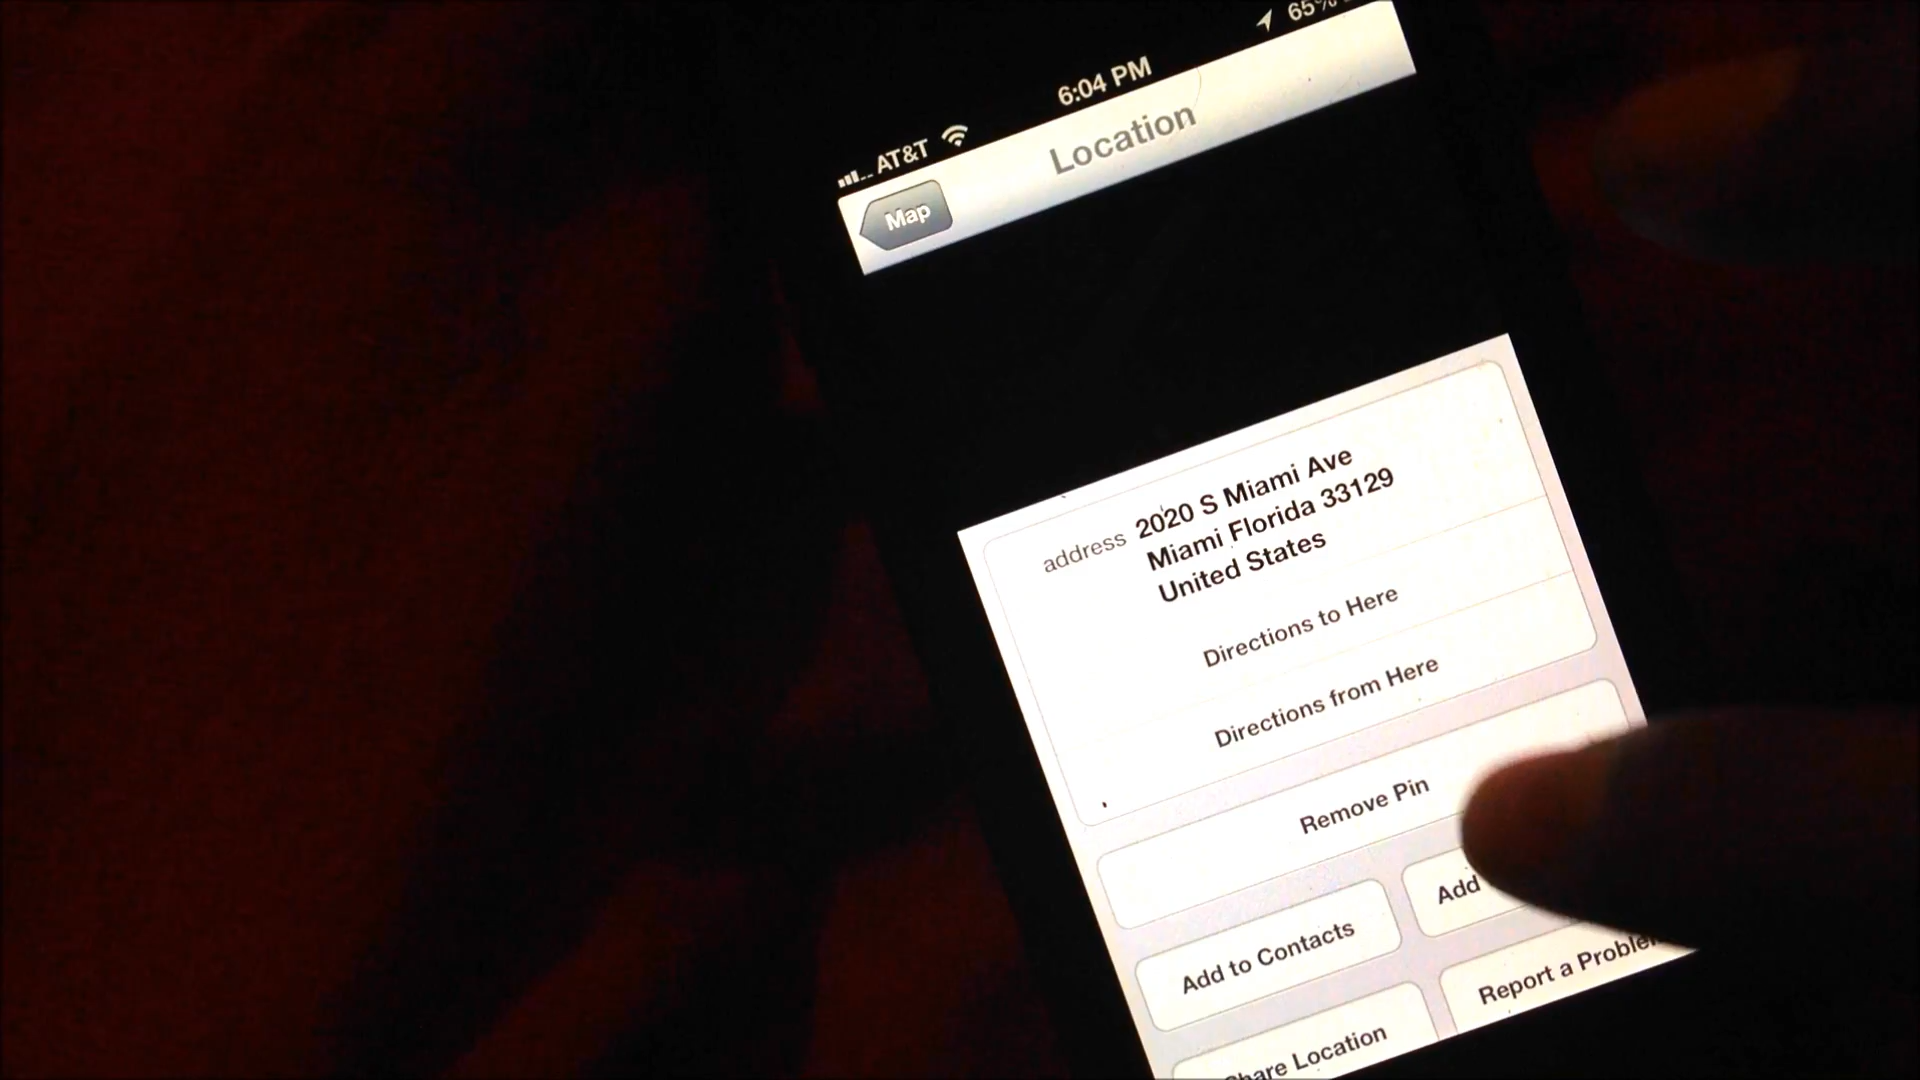 65%
6:04 PM
AT&T
Location
Map
address 2020 S Miami Ave
Miami Florida 33129
United States
Directions to Here
Directions from Here
Remove Pin
Add to Contacts
Add
Report a Problem
Share Location